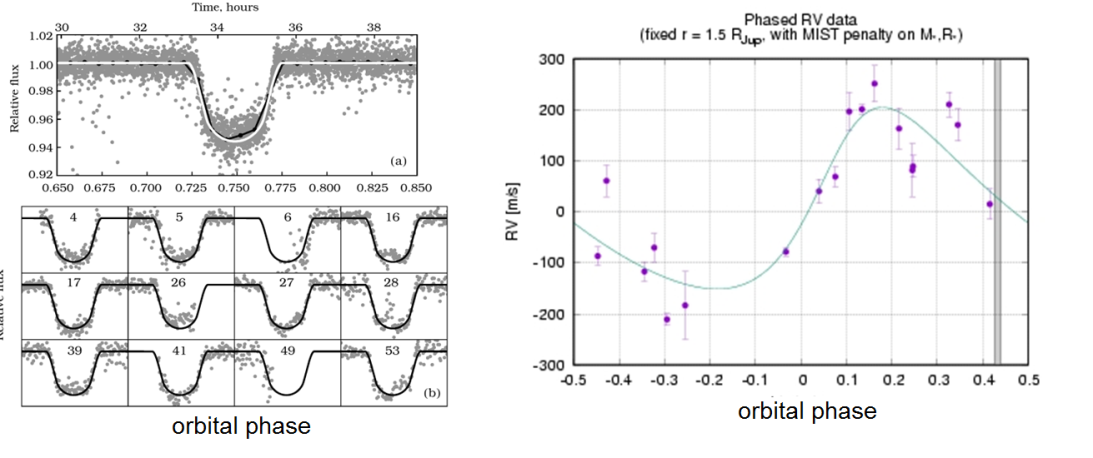 Time, hours
30 32 34 36 38
1.02
1.00
0.98
0.96
0.94
0.92
Relative flux
(a)
0.650 0.675 0.700 0.725 0.750 0.775 0.800 0.825 0.850
4 5 6 16
17 26 27 28
39 41 49 53
(b)
Relative flux
orbital phase
Phased RV data
(fixed r = 1.5 R_Jup, with MIST penalty on M*,R*)
300
200
100
0
-100
-200
-300
RV [m/s]
-0.5 -0.4 -0.3 -0.2 -0.1 0 0.1 0.2 0.3 0.4 0.5
orbital phase